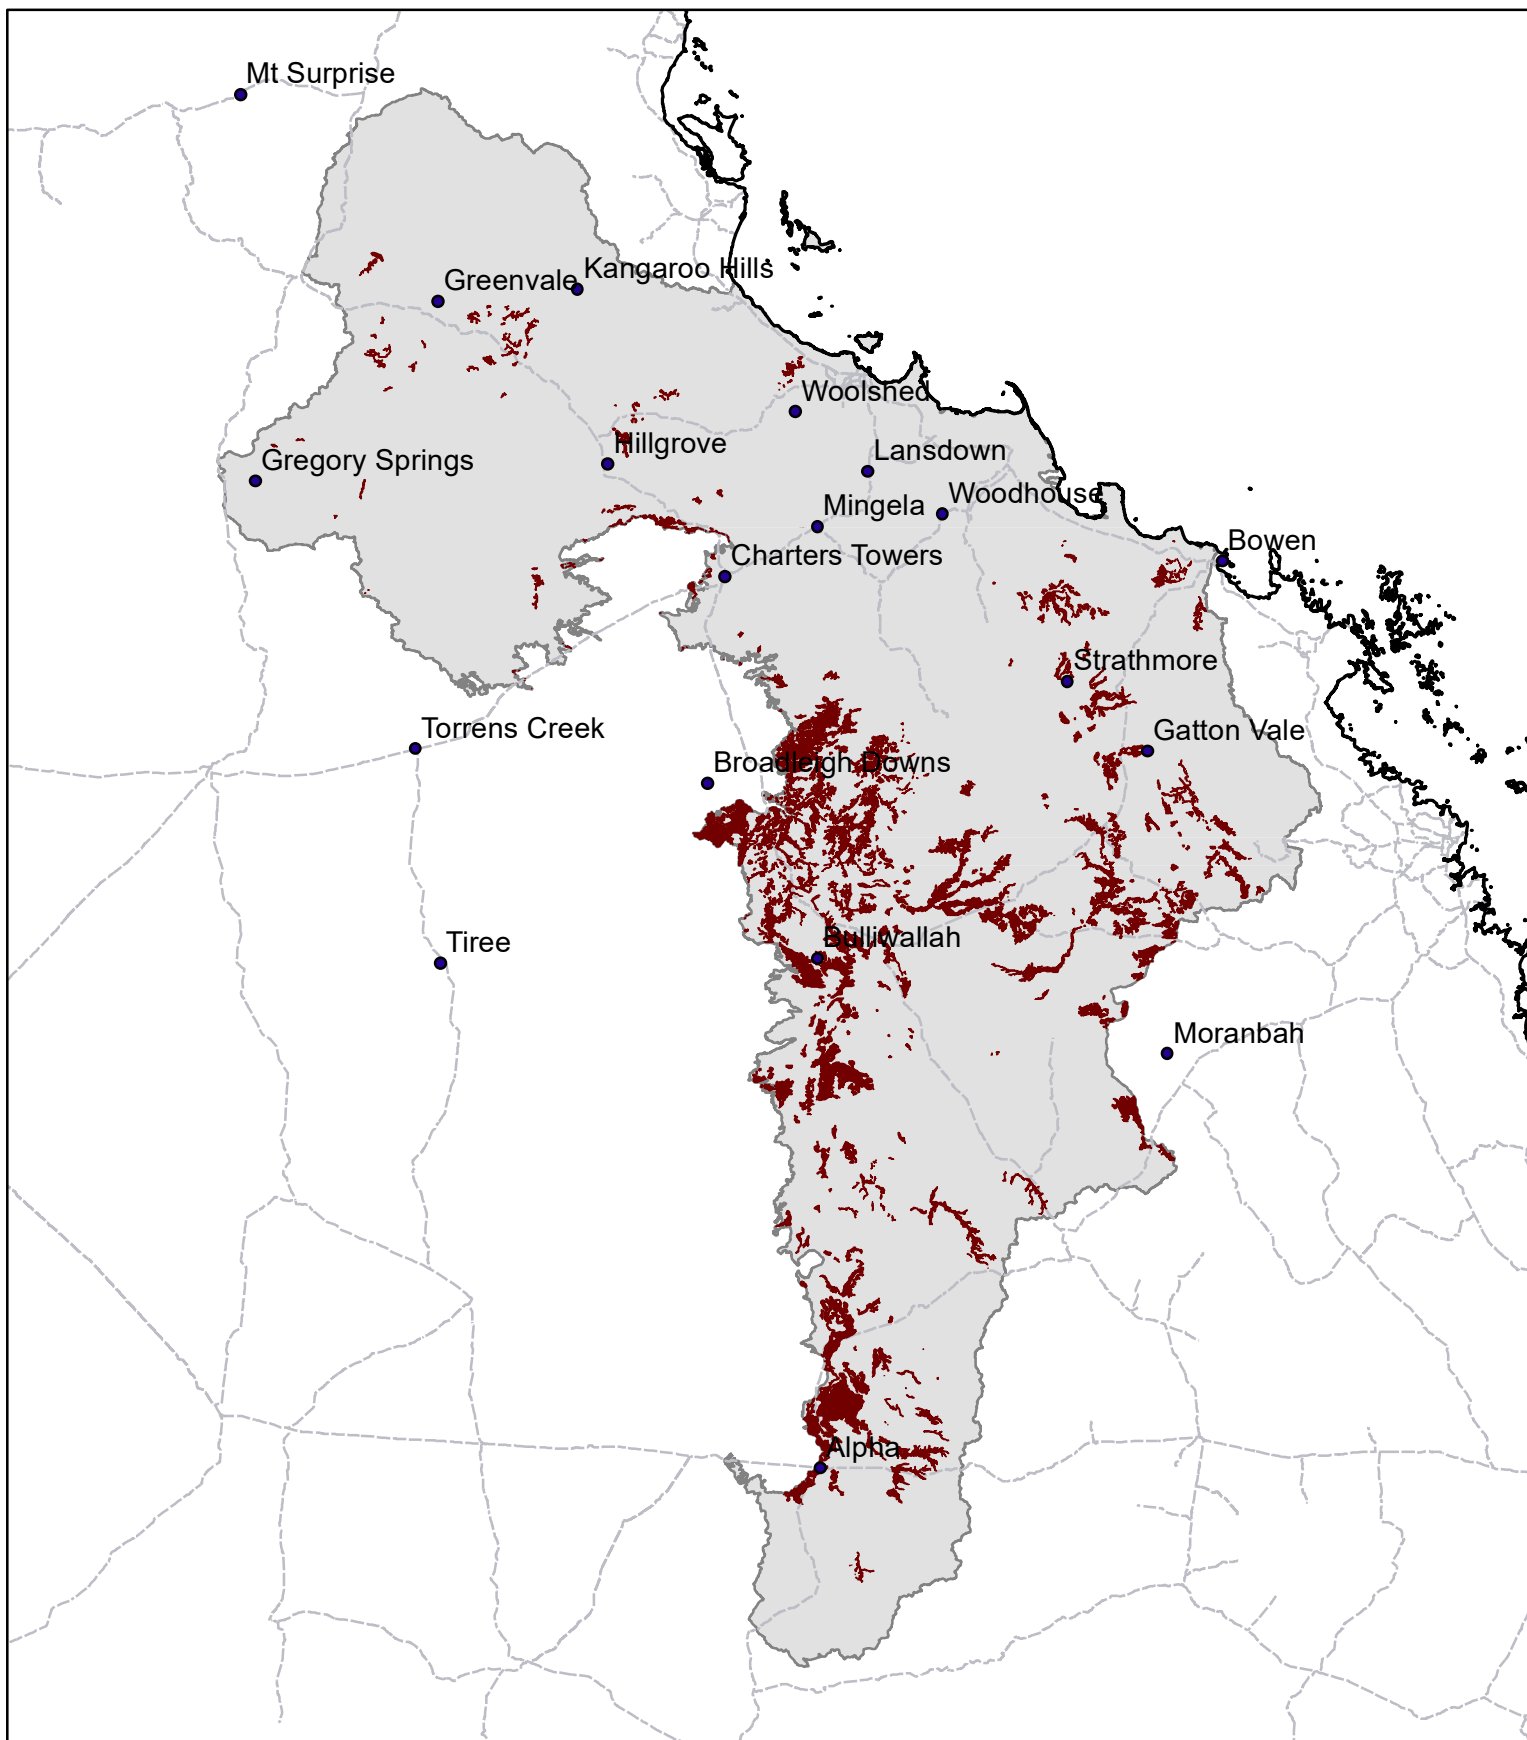 Mt Surprise
Kangaroo Hills
Greenvale
Woolshed
Hillgrove
Lansdown
Gregory Springs
Woodhouse
Mingela
Bowen
Charters Towers
Strathmore
Torrens Creek
Gatton Vale
Broadleigh Downs
Bulliwallah
Tiree
Moranbah
Alpha